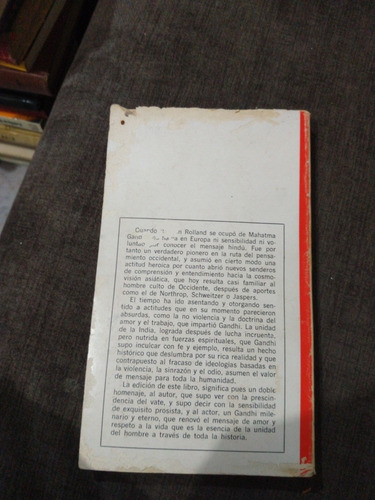 Cuando Rolland se ocupó de Mahatma
en Europa ni sensibilidad ni vo-
luntad por conocer el mensaje hindú. Fue por
tanto un verdadero pionero en la ruta del pensa-
miento occidental, y asumió en cierto modo una
actitud heroica por cuanto abrió nuevos senderos
de comprensión y entendimiento hacia la cosmo-
visión asiática, que hoy resulta casi familiar al
hombre culto de Occidente, después de aportes
como el de Northrop, Schweitzer o Jaspers.
El tiempo ha ido asentando y otorgando sen-
tido a actitudes que en su momento parecieron
absurdas, como la no violencia y la doctrina del
amor y el trabajo, que impartió Gandhi. La unidad
de la India, lograda después de lucha incruenta,
pero nutrida en fuerzas espirituales, que Gandhi
supo inculcar con fe y ejemplo, resulta un hecho
histórico que deslumbra por su rica realidad y que
contrapuesto al fracaso de ideologías basadas en
la violencia, la sinrazón y el odio, asumen el valor
de mensaje para toda la humanidad.
La edición de este libro, significa pués un doble
homenaje, al autor, que supo ver con la prescin-
dencia del vate, y supo decir con la sensibilidad
de exquisito prosista, y al actor, un Gandhi mile-
nario y eterno, que renovó el mensaje de amor y
respeto a la vida que es la esencia de la unidad
del hombre a través de toda la historia.